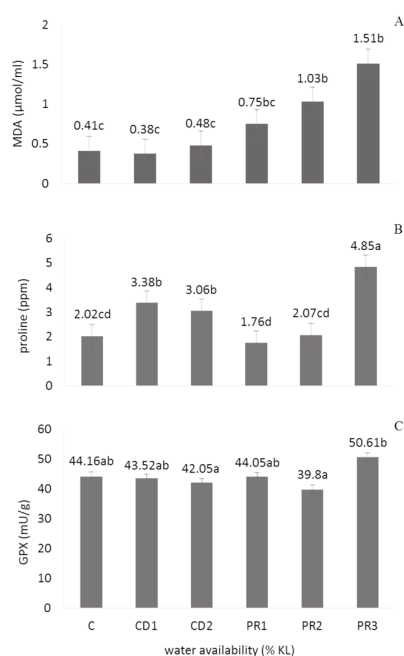 A
MDA (µmol/ml)
2
1.5
1
0.5
0
0.41c
0.38c
0.48c
0.75bc
1.03b
1.51b
B
proline (ppm)
6
5
4
3
2
1
0
2.02cd
3.38b
3.06b
1.76d
2.07cd
4.85a
C
GPX (mU/g)
60
50
40
30
20
10
0
44.16ab
43.52ab
42.05a
44.05ab
39.8a
50.61b
C CD1 CD2 PR1 PR2 PR3
water availability (% KL)